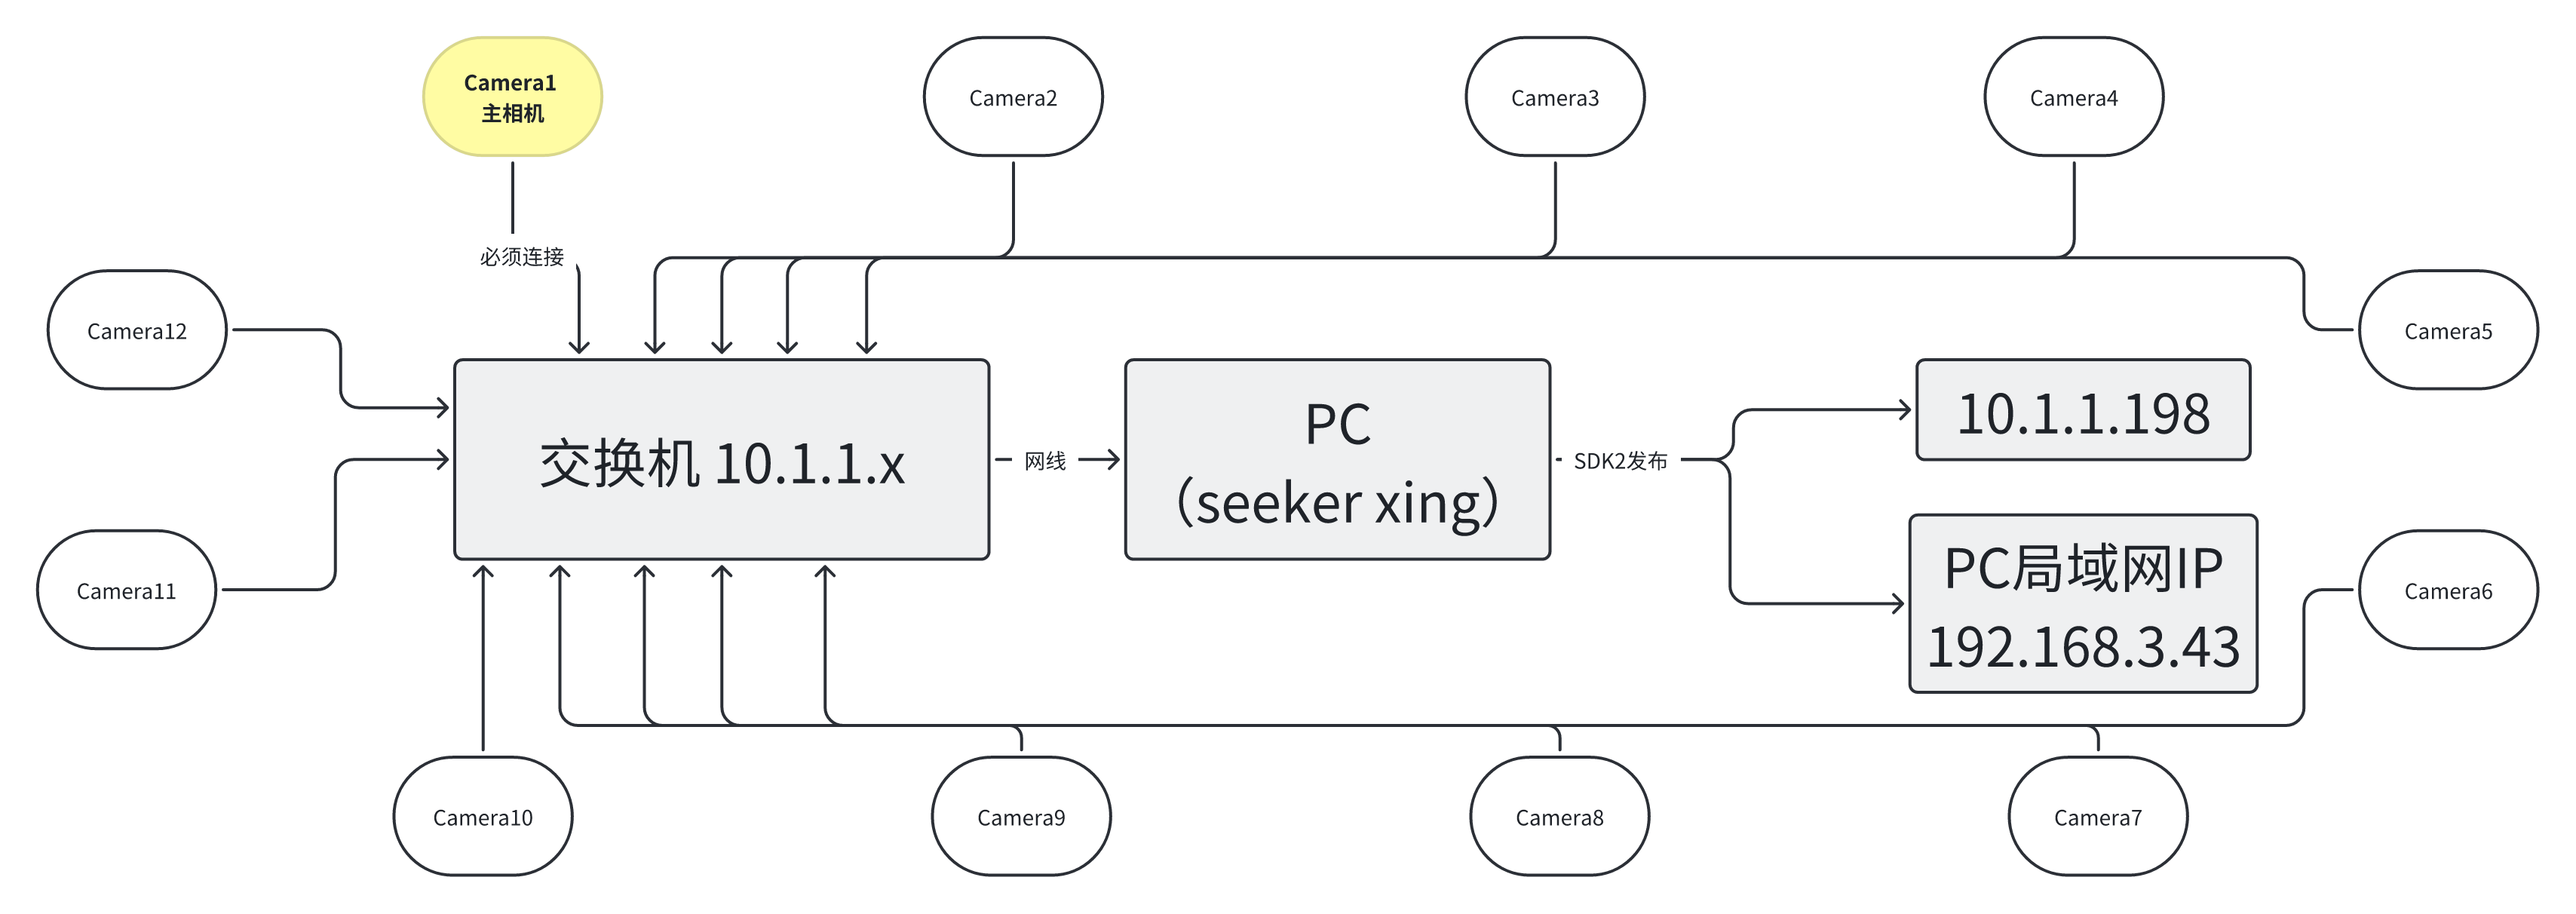 Camera1
主相机
Camera2
Camera3
Camera4
必须连接
Camera12
Camera5
交换机 10.1.1.x
网线
PC
（seeker xing）
SDK2发布
10.1.1.198
PC局域网IP
192.168.3.43
Camera11
Camera6
Camera10
Camera9
Camera8
Camera7